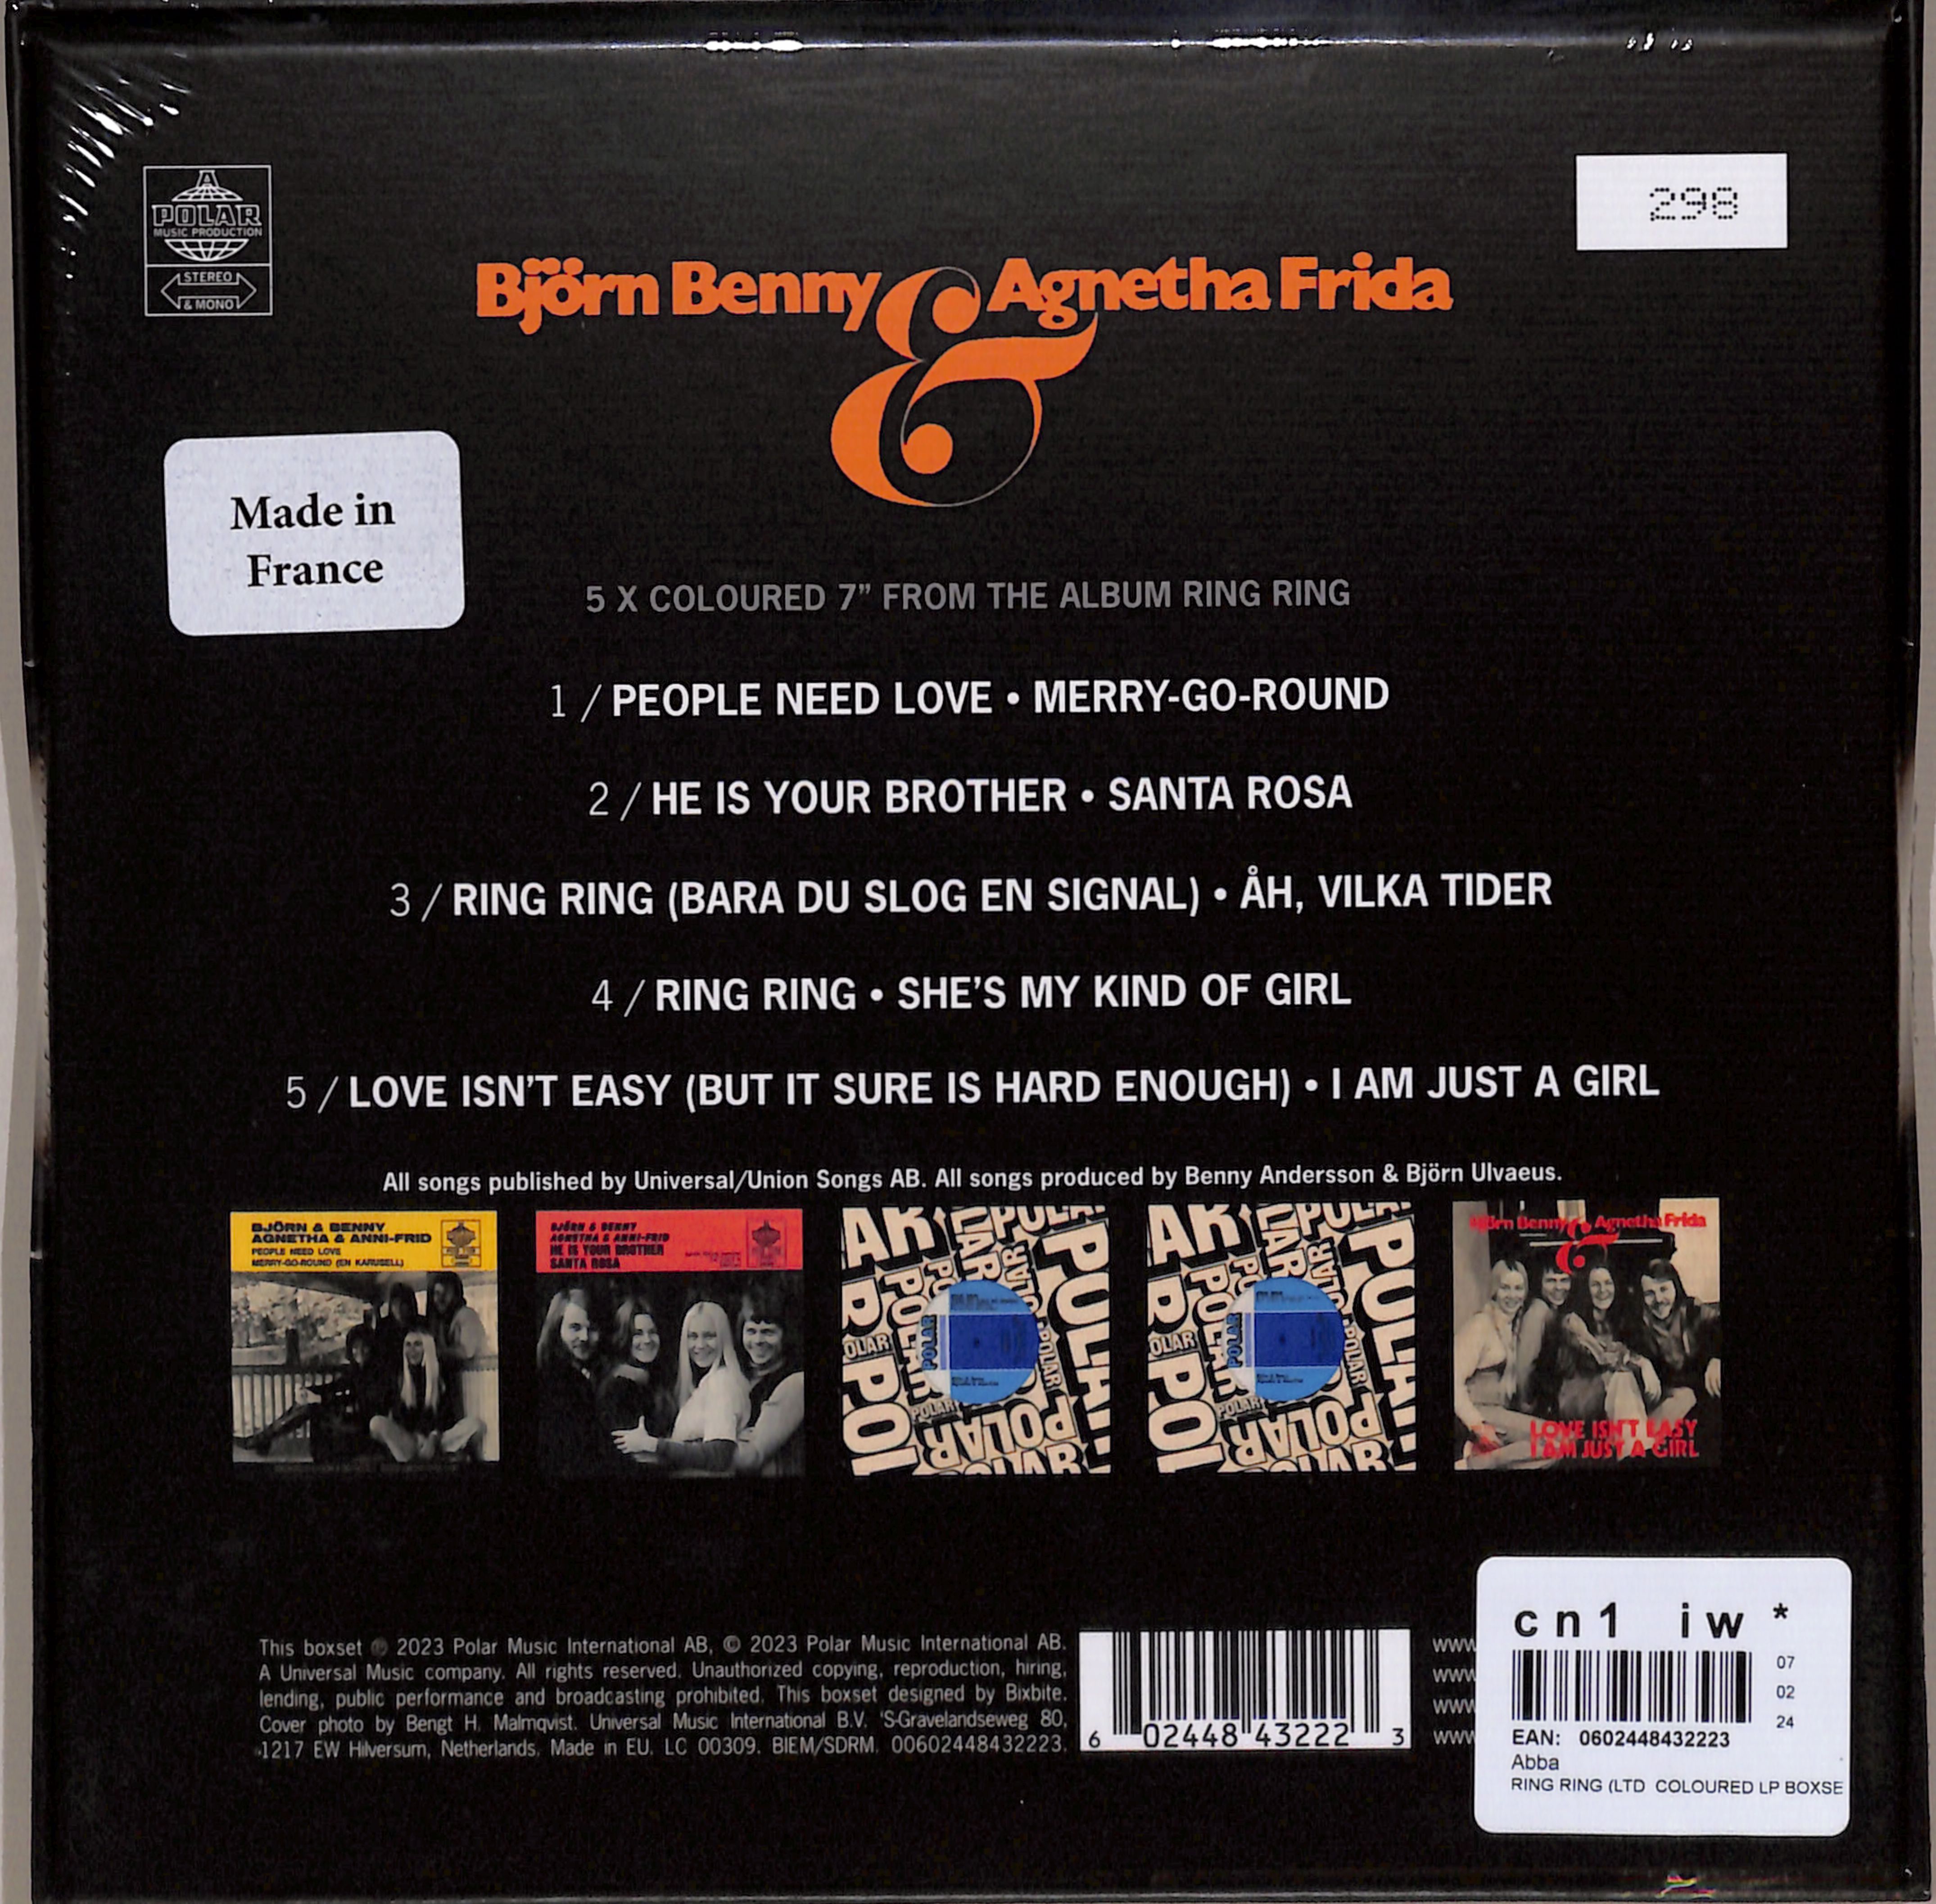 A
POLAR
MUSIC PRODUCTION
STEREO
& MONO
298
Björn Benny & Agnetha Frida
Made in
France
5 X COLOURED 7” FROM THE ALBUM RING RING
1 / PEOPLE NEED LOVE • MERRY-GO-ROUND
2 / HE IS YOUR BROTHER • SANTA ROSA
3 / RING RING (BARA DU SLOG EN SIGNAL) • ÅH, VILKA TIDER
4 / RING RING • SHE’S MY KIND OF GIRL
5 / LOVE ISN’T EASY (BUT IT SURE IS HARD ENOUGH) • I AM JUST A GIRL
All songs published by Universal/Union Songs AB. All songs produced by Benny Andersson & Björn Ulvaeus.
BJÖRN & BENNY
AGNETHA & ANNI-FRID
PEOPLE NEED LOVE
MERRY-GO-ROUND (EN KARUSELL)
BJÖRN & BENNY
AGNETHA & ANNI-FRID
HE IS YOUR BROTHER
SANTA ROSA
POLAR
POLAR
Björn Benny & Agnetha Frida
LOVE ISN'T EASY
I AM JUST A GIRL
This boxset ℗ 2023 Polar Music International AB, © 2023 Polar Music International AB.
A Universal Music company. All rights reserved. Unauthorized copying, reproduction, hiring,
lending, public performance and broadcasting prohibited. This boxset designed by Bixbite.
Cover photo by Bengt H. Malmqvist. Universal Music International B.V. 'S-Gravelandseweg 80,
1217 EW Hilversum, Netherlands. Made in EU. LC 00309. BIEM/SDRM. 00602448432223.
6 02448 43222 3
www
www
www
www
cn1 iw *
07
02
24
EAN: 0602448432223
Abba
RING RING (LTD COLOURED LP BOXSE